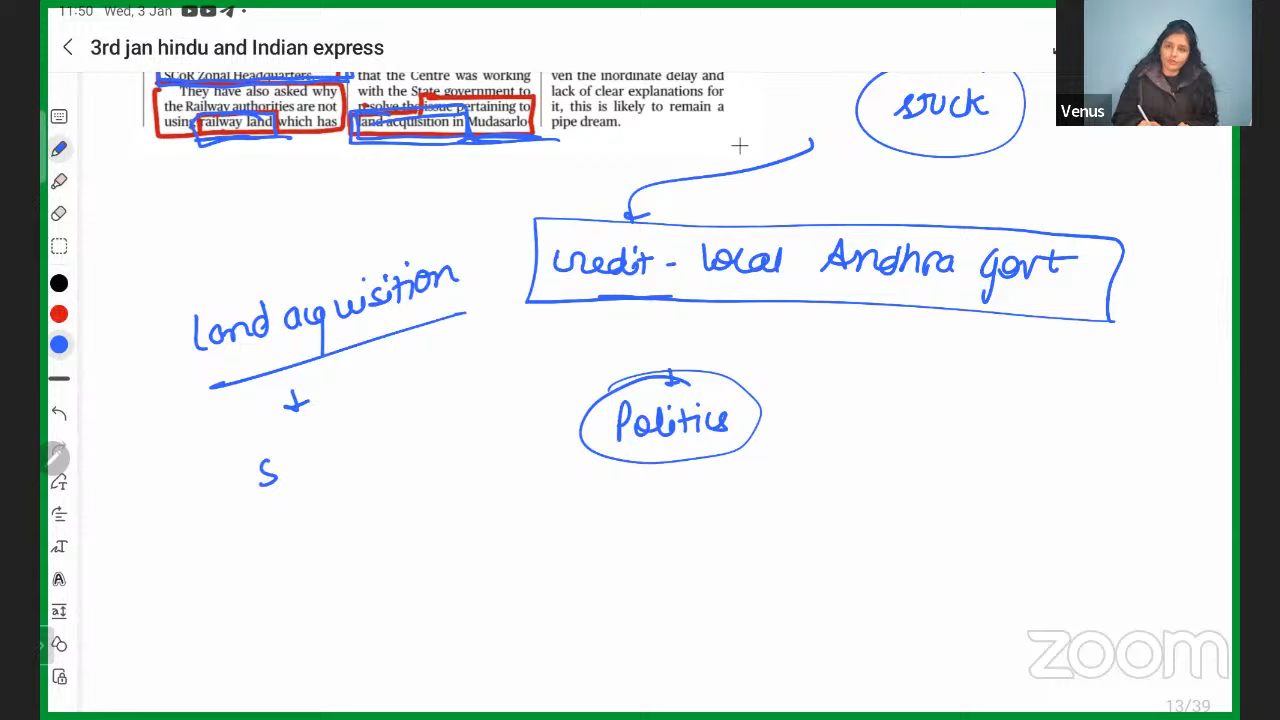 11:50 Wed, 3 Jan
3rd jan hindu and Indian express
SCoR Zonal Headquarters.
They have also asked why
the Railway authorities are not
using railway land which has
that the Centre was working
with the State government to
resolve the issue pertaining to
land acquisition in Mudasarlo-
ven the inordinate delay and
lack of clear explanations for
it, this is likely to remain a
pipe dream.
stuck
Venus
credit - local Andhra Govt
land acquisition
Politics
S
zoom
13/39